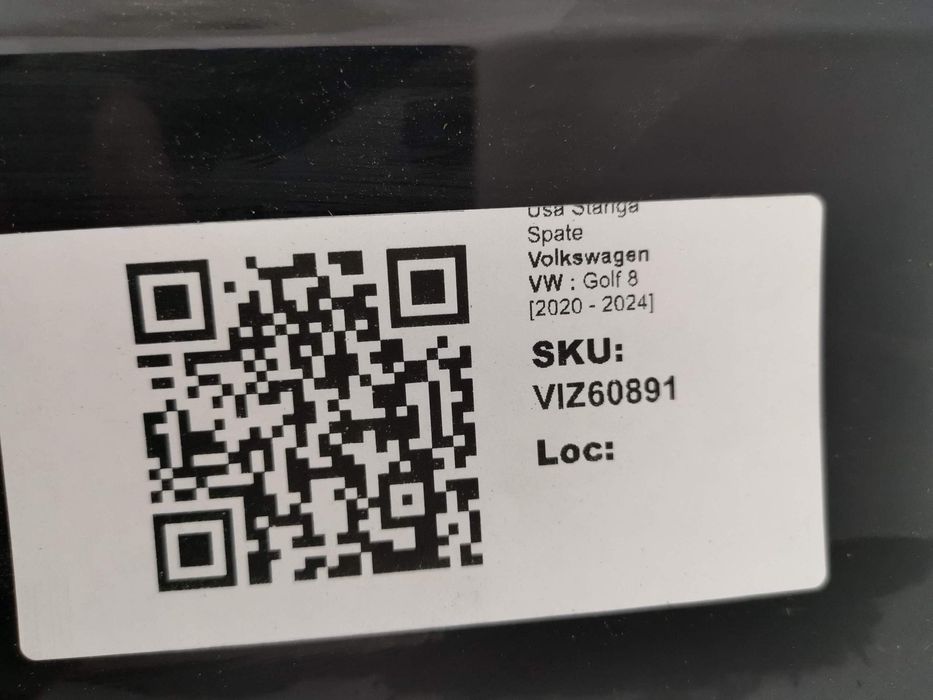 Usa Stanga
Spate
Volkswagen
VW : Golf 8
[2020 - 2024]
SKU:
VIZ60891
Loc: